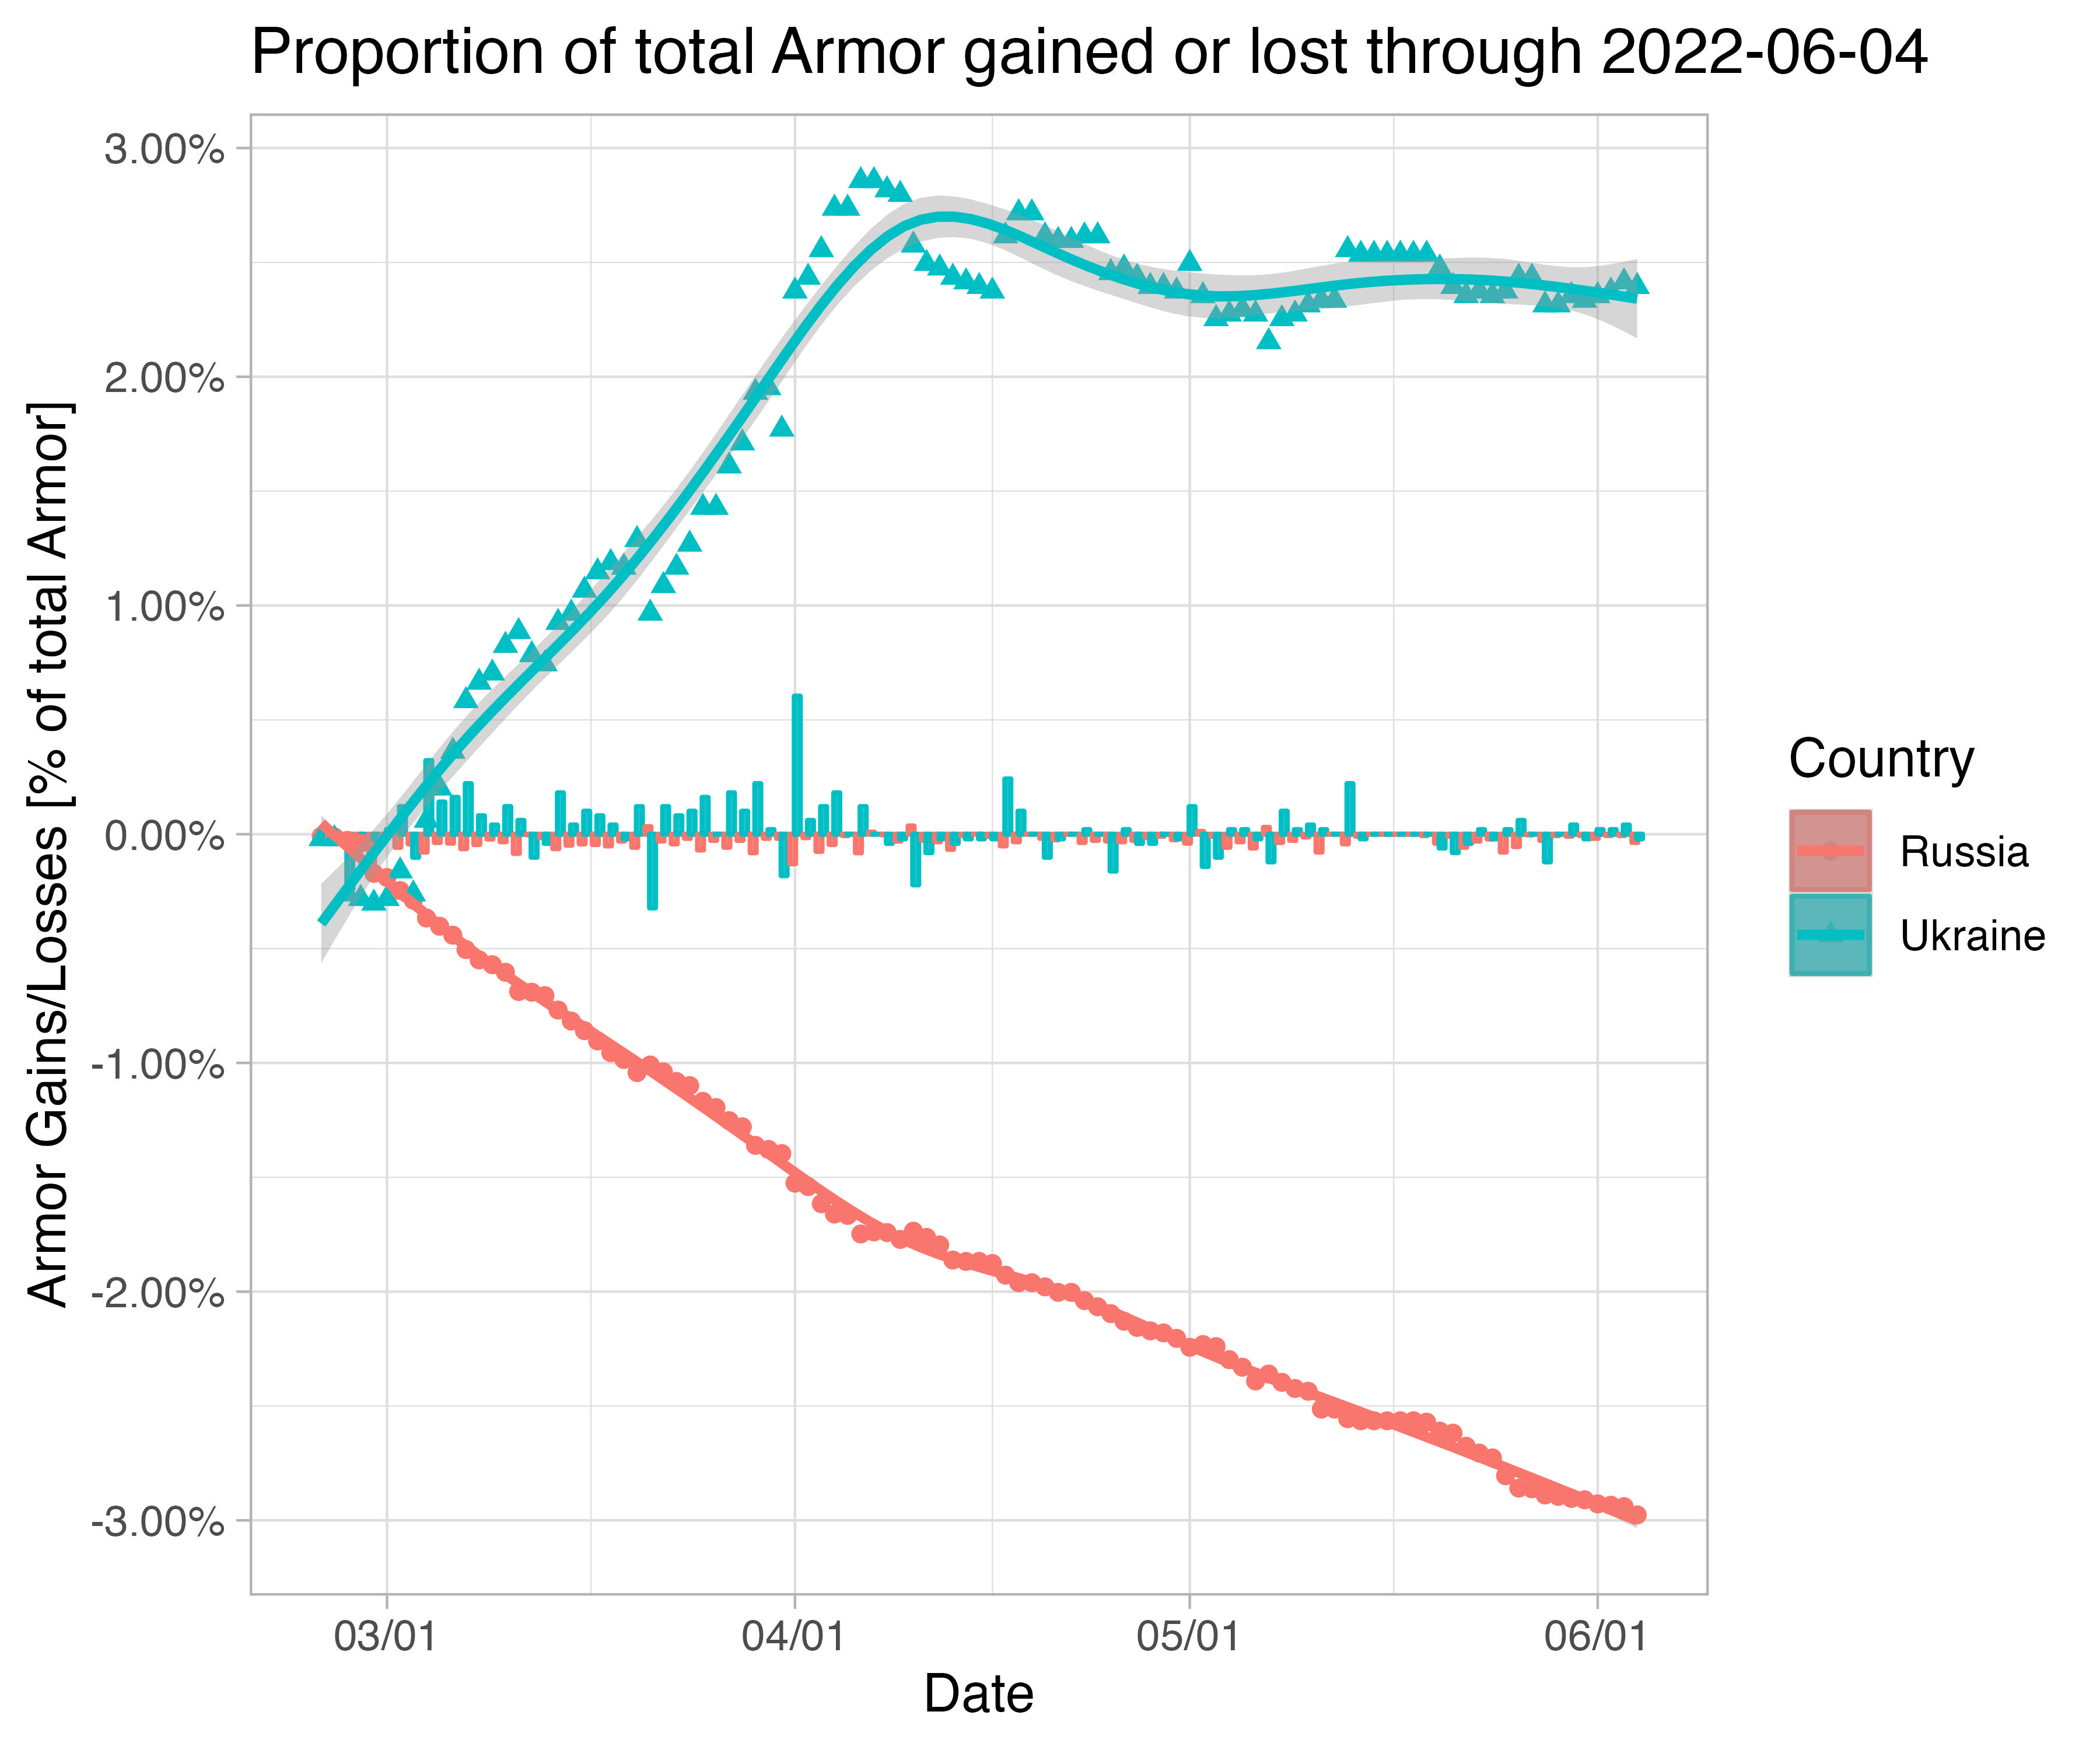 Proportion of total Armor gained or lost through 2022-06-04
Armor Gains/Losses [% of total Armor]
3.00%
2.00%
1.00%
0.00%
-1.00%
-2.00%
-3.00%
03/01
04/01
05/01
06/01
Date
Country
Russia
Ukraine